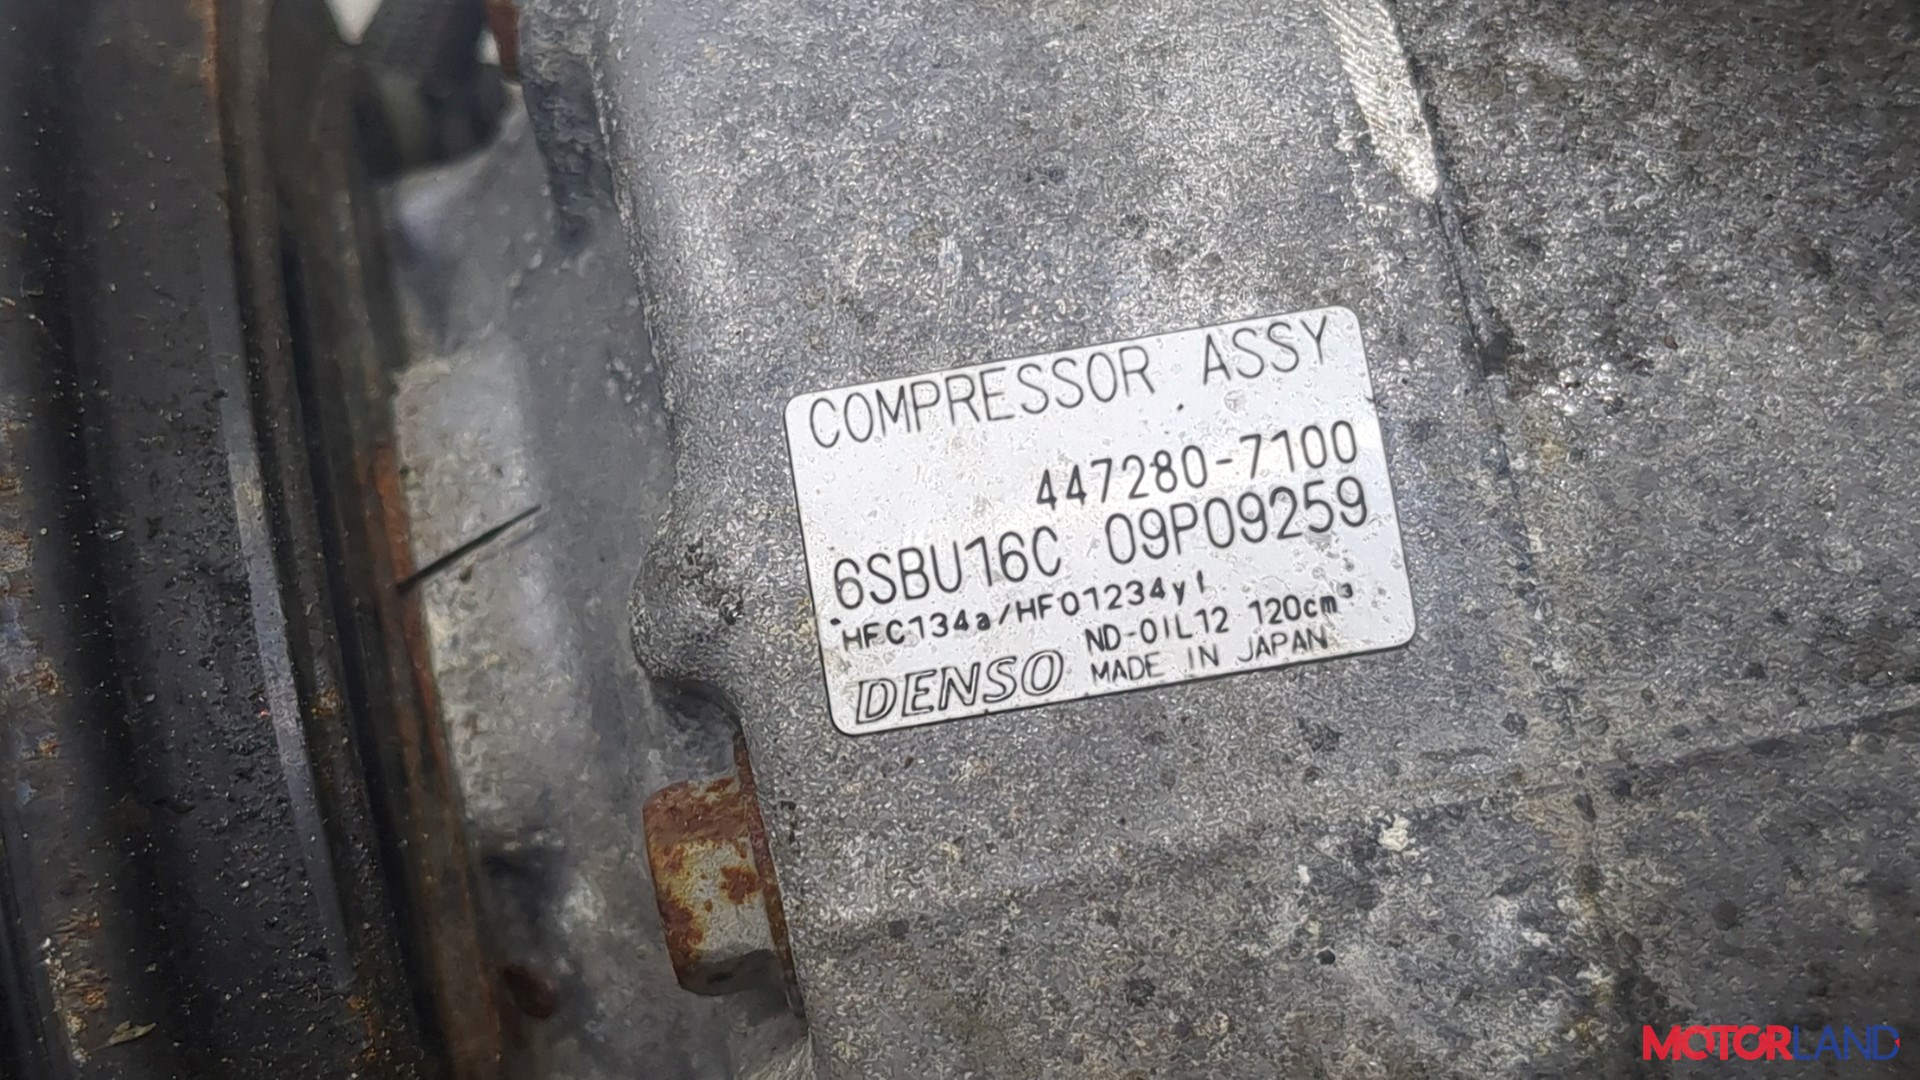 COMPRESSOR ASSY
447280-7100
6SBU16C 09P09259
HFC134a/HFO1234yf
ND-OIL12 120cm³
DENSO MADE IN JAPAN
MOTORLAND